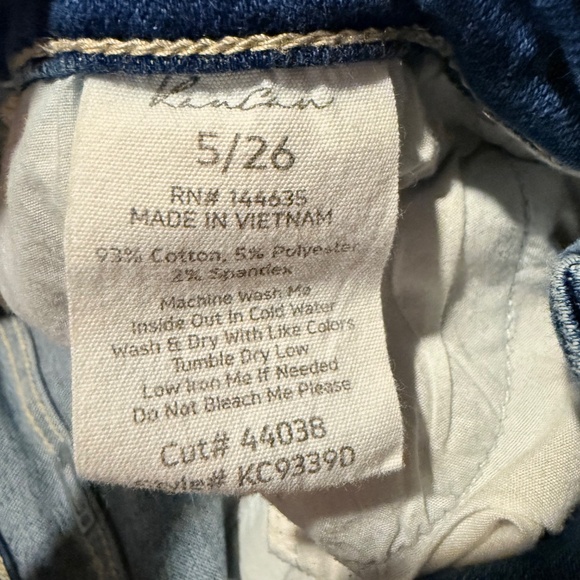 KanCan
5/26
RN# 144635
MADE IN VIETNAM
93% Cotton, 5% Polyester
2% Spandex
Machine Wash Me
Inside Out In Cold Water
Wash & Dry With Like Colors
Tumble Dry Low
Low Iron Me If Needed
Do Not Bleach Me Please
Cut# 44038
Style# KC9339D